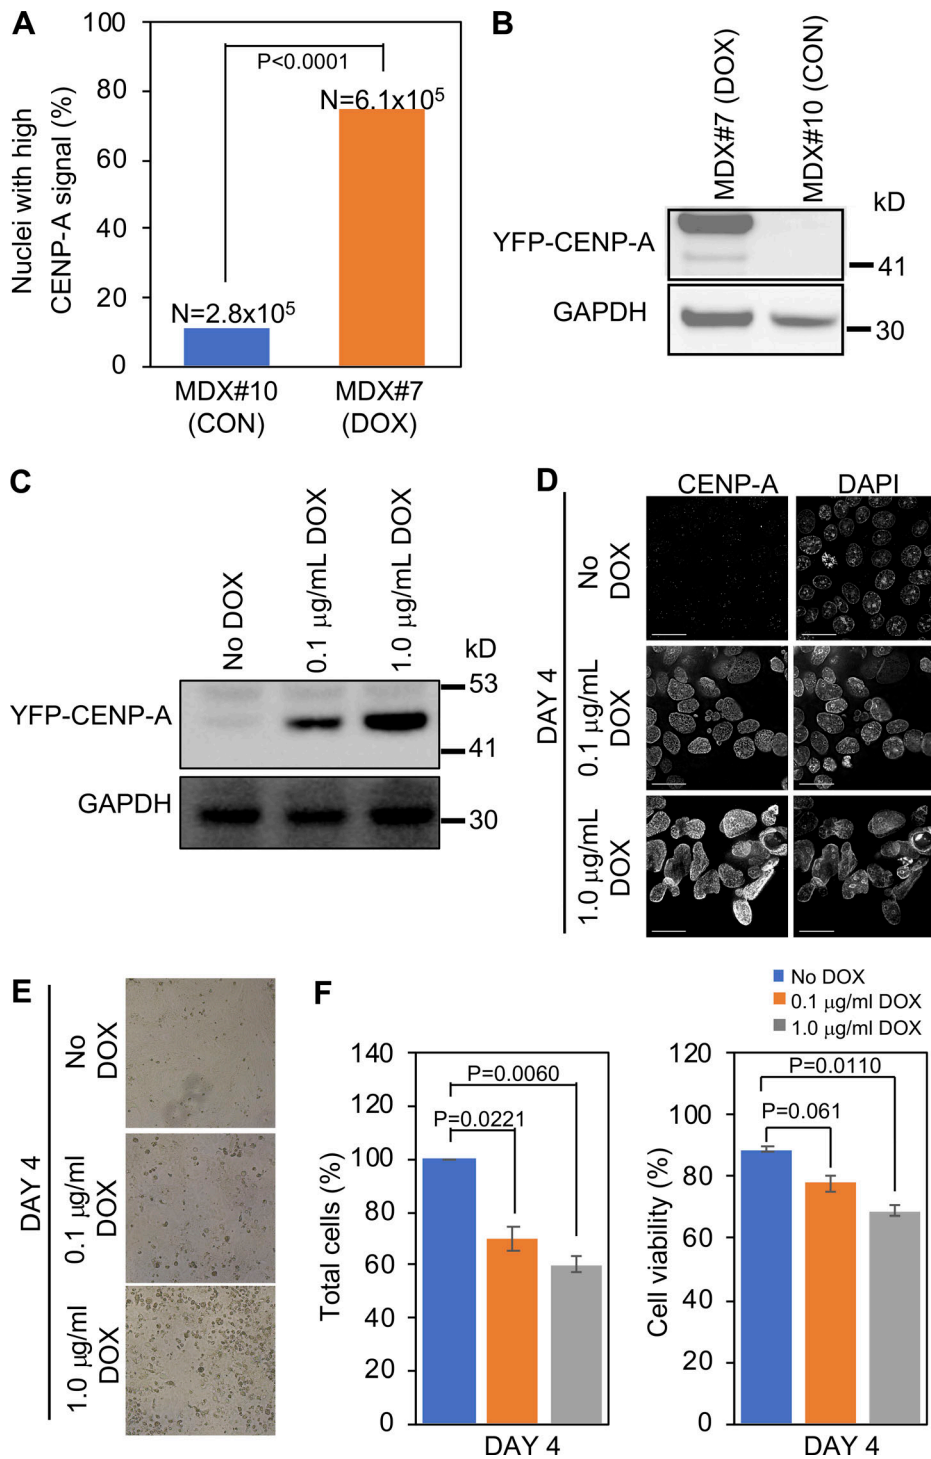 A
100
80
60
40
20
0
Nuclei with high
CENP-A signal (%)
P<0.0001
N=6.1x10⁵
N=2.8x10⁵
MDX#10
(CON)
MDX#7
(DOX)
B
MDX#7 (DOX)
MDX#10 (CON)
kD
YFP-CENP-A
41
GAPDH
30
C
No DOX
0.1 µg/mL DOX
1.0 µg/mL DOX
kD
53
YFP-CENP-A
41
GAPDH
30
D
CENP-A
DAPI
DAY 4
No
DOX
0.1 µg/mL
DOX
1.0 µg/mL
DOX
E
DAY 4
No
DOX
0.1 µg/ml
DOX
1.0 µg/ml
DOX
F
No DOX
0.1 µg/ml DOX
1.0 µg/ml DOX
140
120
100
80
60
40
20
0
Total cells (%)
P=0.0060
P=0.0221
DAY 4
120
100
80
60
40
20
0
Cell viability (%)
P=0.0110
P=0.061
DAY 4